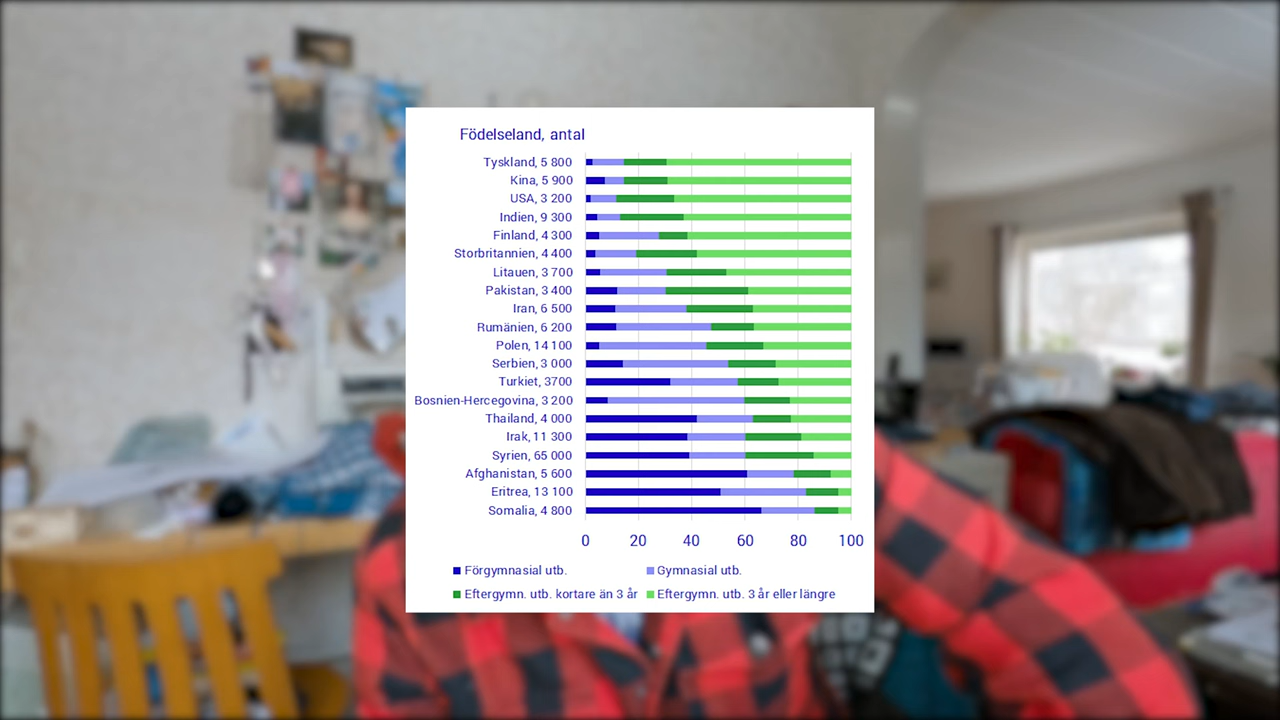 Födelseland, antal
Tyskland, 5 800
Kina, 5 900
USA, 3 200
Indien, 9 300
Finland, 4 300
Storbritannien, 4 400
Litauen, 3 700
Pakistan, 3 400
Iran, 6 500
Rumänien, 6 200
Polen, 14 100
Serbien, 3 000
Turkiet, 3700
Bosnien-Hercegovina, 3 200
Thailand, 4 000
Irak, 11 300
Syrien, 65 000
Afghanistan, 5 600
Eritrea, 13 100
Somalia, 4 800
0 20 40 60 80 100
Förgymnasial utb. Gymnasial utb.
Eftergymn. utb. kortare än 3 år Eftergymn. utb. 3 år eller längre